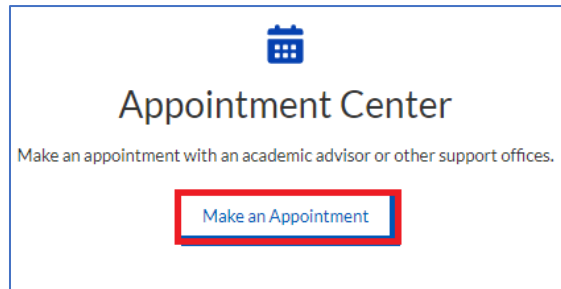 Appointment Center
Make an appointment with an academic advisor or other support offices.
Make an Appointment